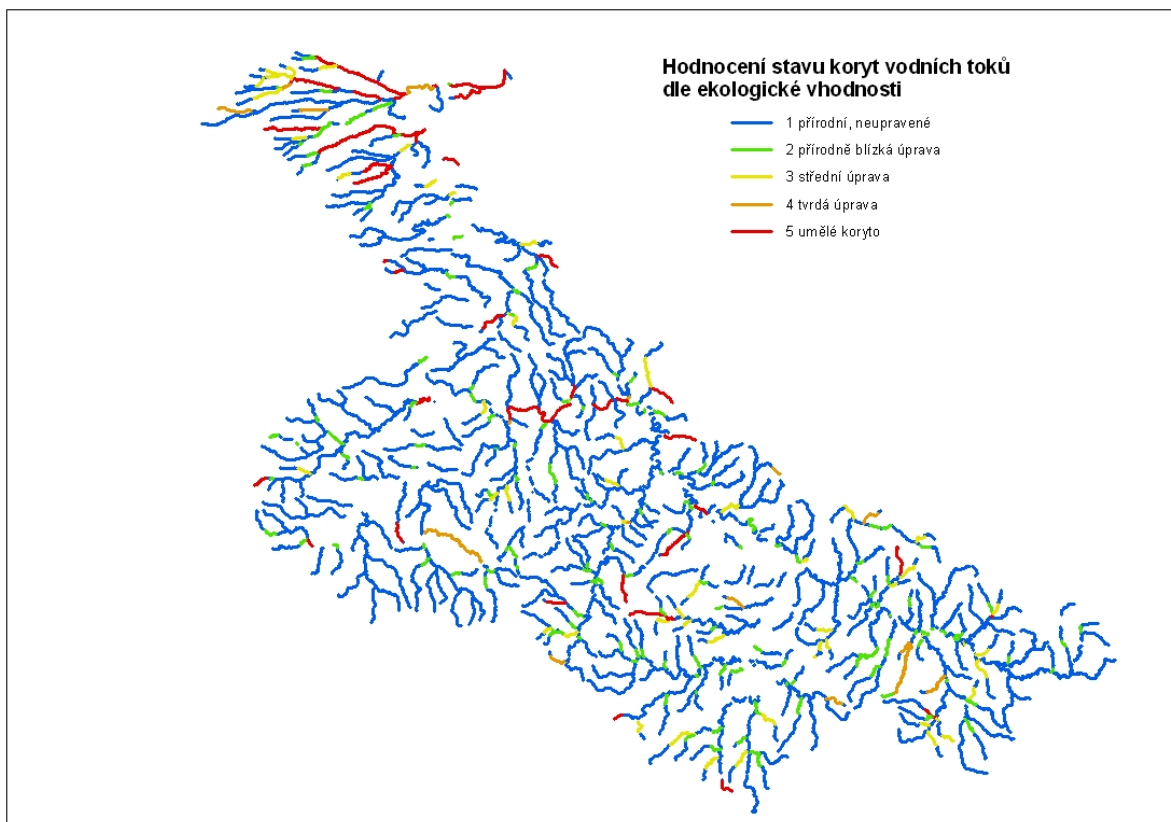 Hodnocení stavu koryt vodních toků
dle ekologické vhodnosti
1 přírodní, neupravené
2 přírodně blízká úprava
3 střední úprava
4 tvrdá úprava
5 umělé koryto